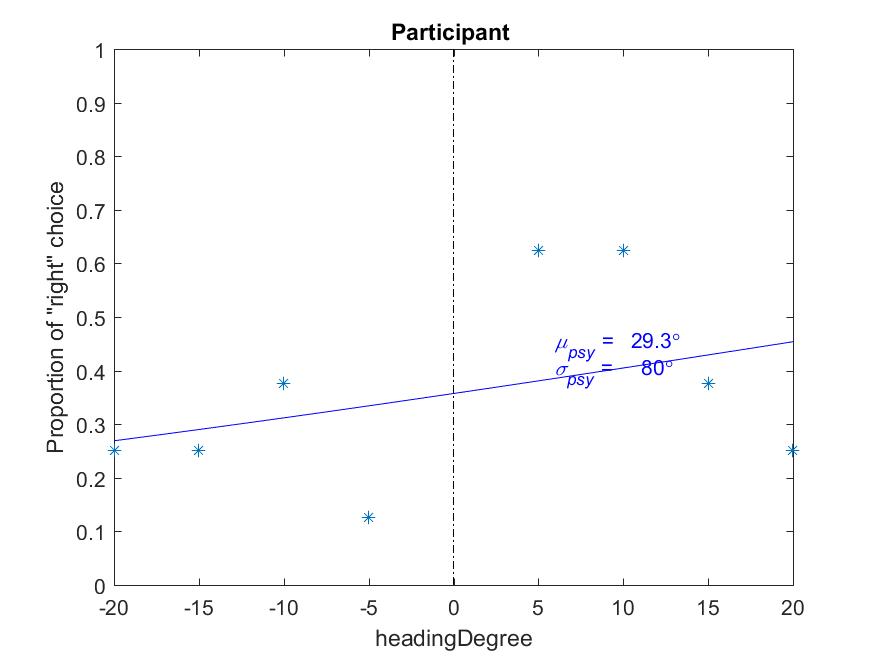 Participant
1
0.9
0.8
0.7
0.6
0.5
0.4
0.3
0.2
0.1
0
Proportion of "right" choice
μpsy = 29.3°
σpsy = 80°
-20 -15 -10 -5 0 5 10 15 20
headingDegree